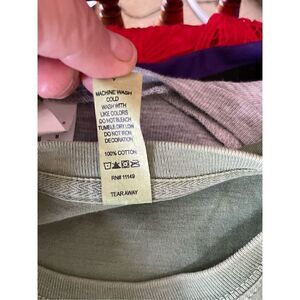 MACHINE WASH
COLD
WASH WITH
LIKE COLORS
DO NOT BLEACH
TUMBLE DRY LOW
DO NOT IRON
DECORATION
100% COTTON
RN# 11149
TEAR AWAY